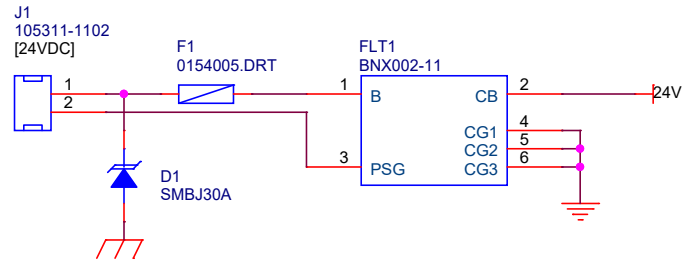 J1
105311-1102
[24VDC]
1
2
F1
0154005.DRT
FLT1
BNX002-11
1
B
CB
2
24V
CG1
4
CG2
5
CG3
6
3
PSG
D1
SMBJ30A